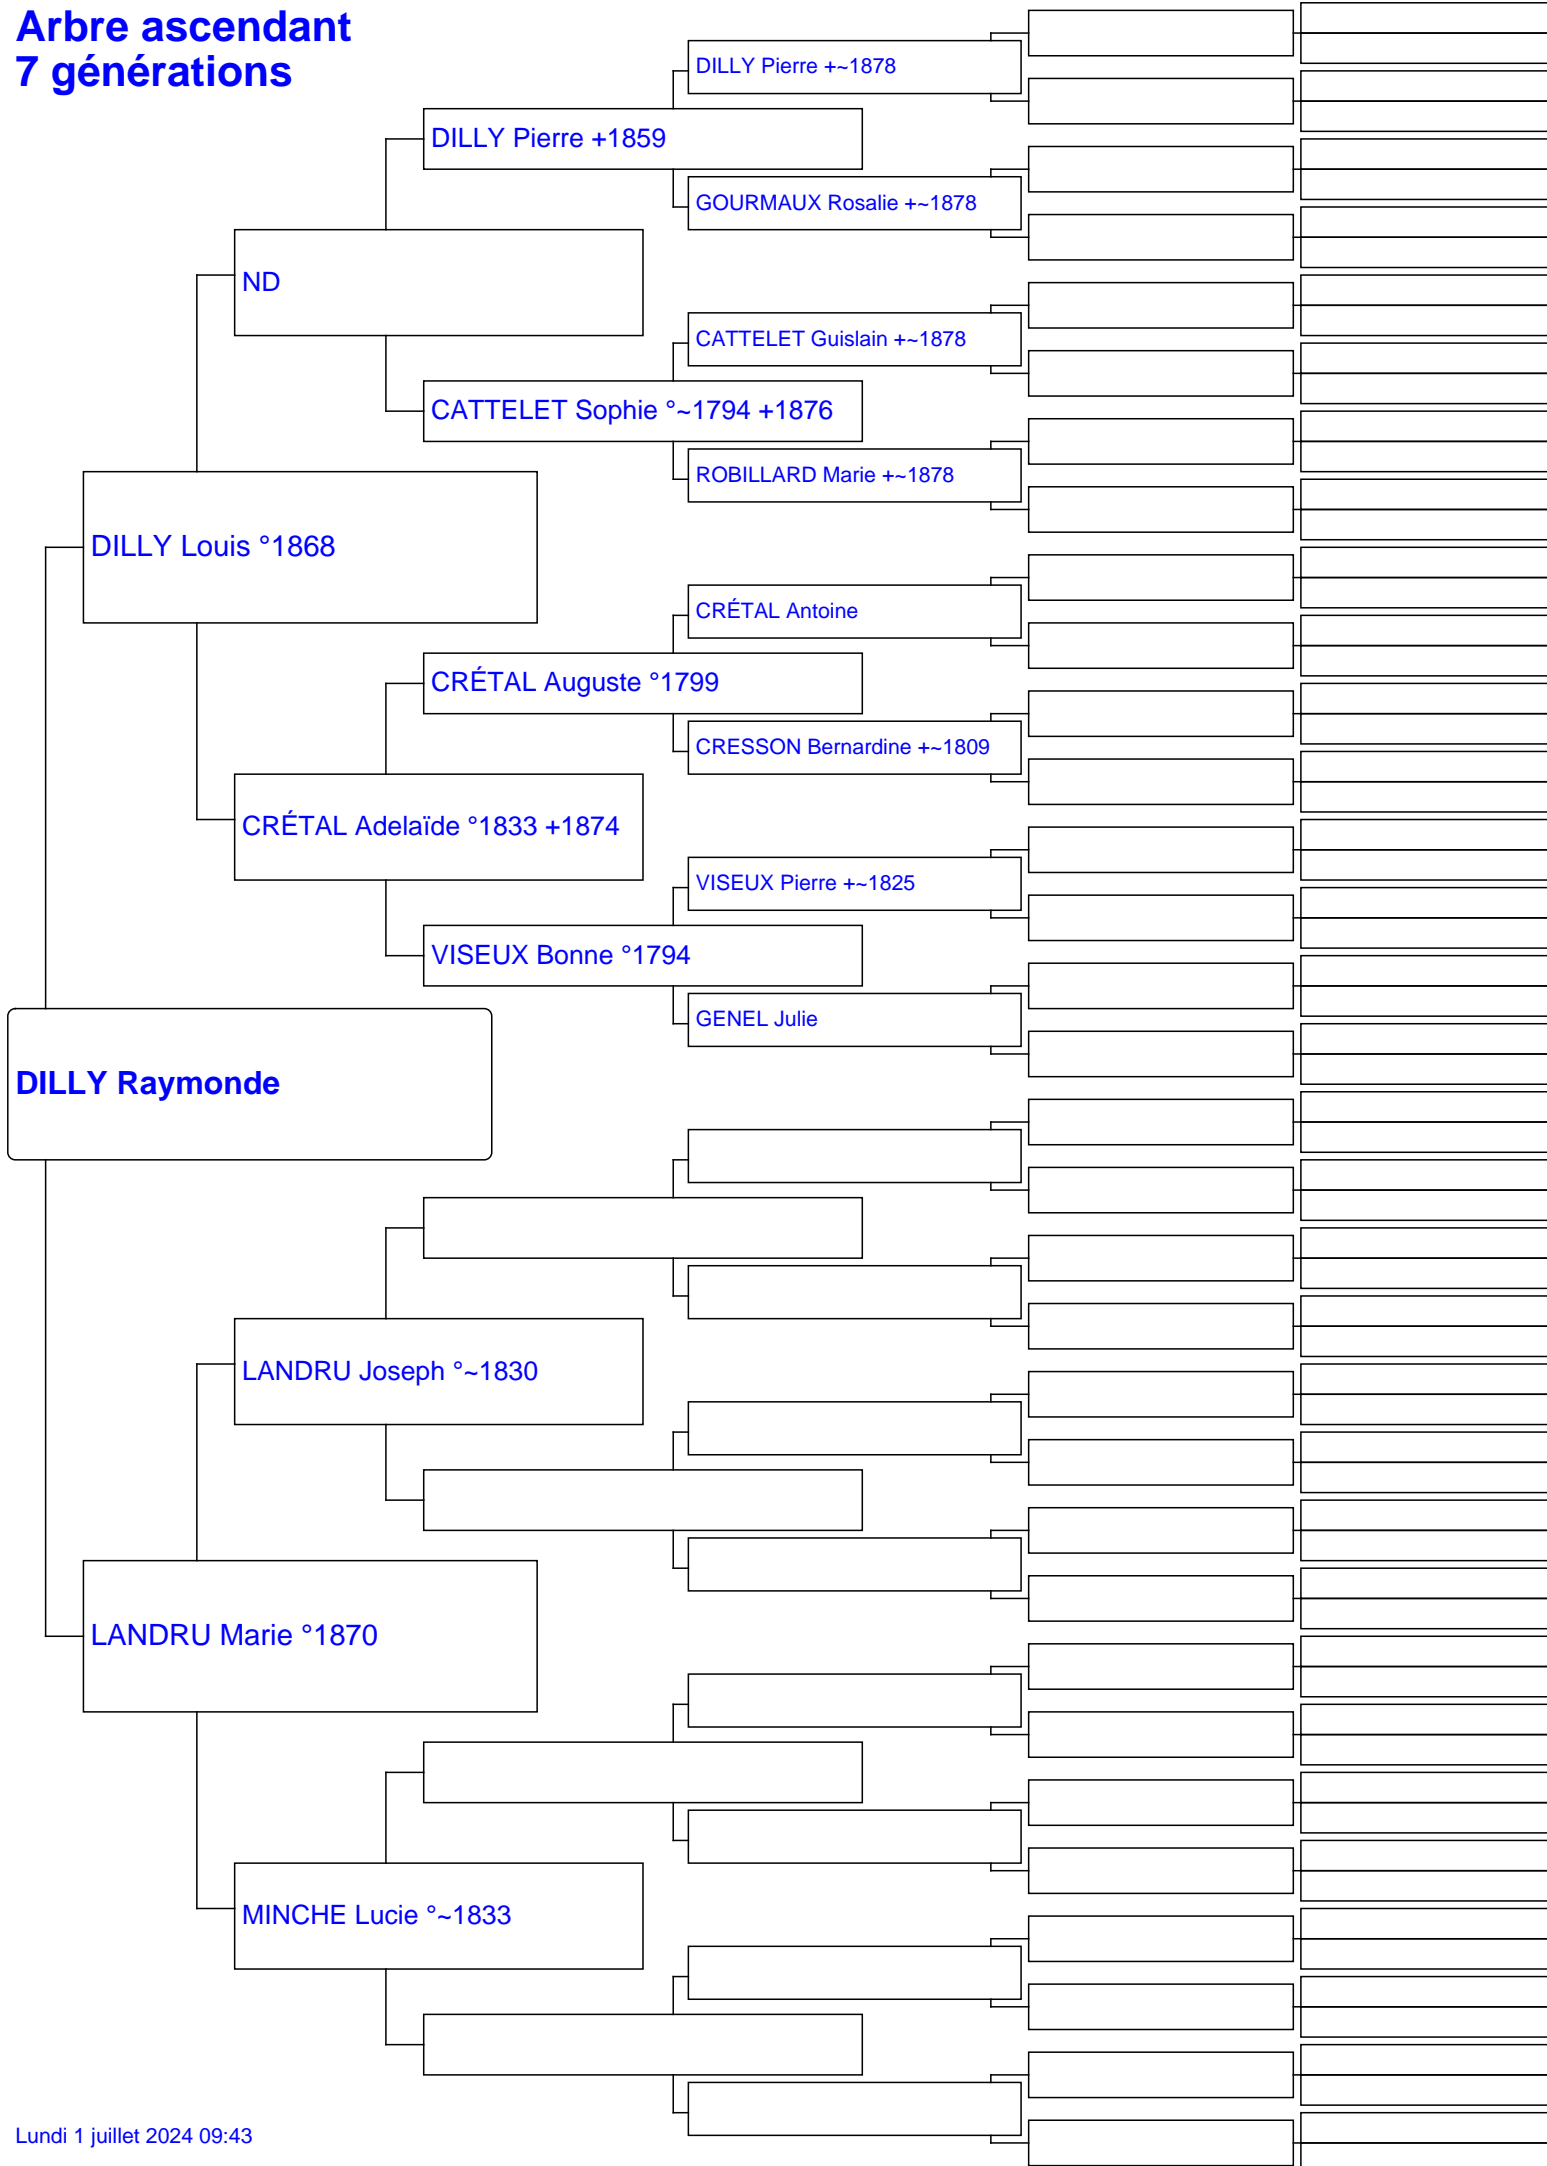 Arbre ascendant
7 générations
DILLY Pierre +~1878
DILLY Pierre +1859
GOURMAUX Rosalie +~1878
ND
CATTELET Guislain +~1878
CATTELET Sophie °~1794 +1876
ROBILLARD Marie +~1878
DILLY Louis °1868
CRÉTAL Antoine
CRÉTAL Auguste °1799
CRESSON Bernardine +~1809
CRÉTAL Adelaïde °1833 +1874
VISEUX Pierre +~1825
VISEUX Bonne °1794
GENEL Julie
DILLY Raymonde
LANDRU Joseph °~1830
LANDRU Marie °1870
MINCHE Lucie °~1833
Lundi 1 juillet 2024 09:43